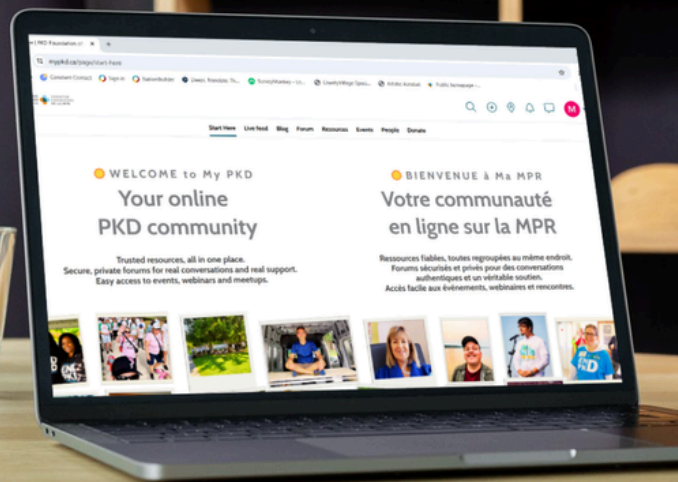 mypkd.ca/page/start-here
Constant Contact
Sign in
NationBuilder
SurveyMonkey
Start Here Live feed Blog Forum Resources Events People Donate
M
WELCOME to My PKD
Your online
PKD community
Trusted resources, all in one place.
Secure, private forums for real conversations and real support.
Easy access to events, webinars and meetups.
BIENVENUE à Ma MPR
Votre communauté
en ligne sur la MPR
Ressources fiables, toutes regroupées au même endroit.
Forums sécurisés et privés pour des conversations
authentiques et un véritable soutien.
Accès facile aux évènements, webinaires et rencontres.